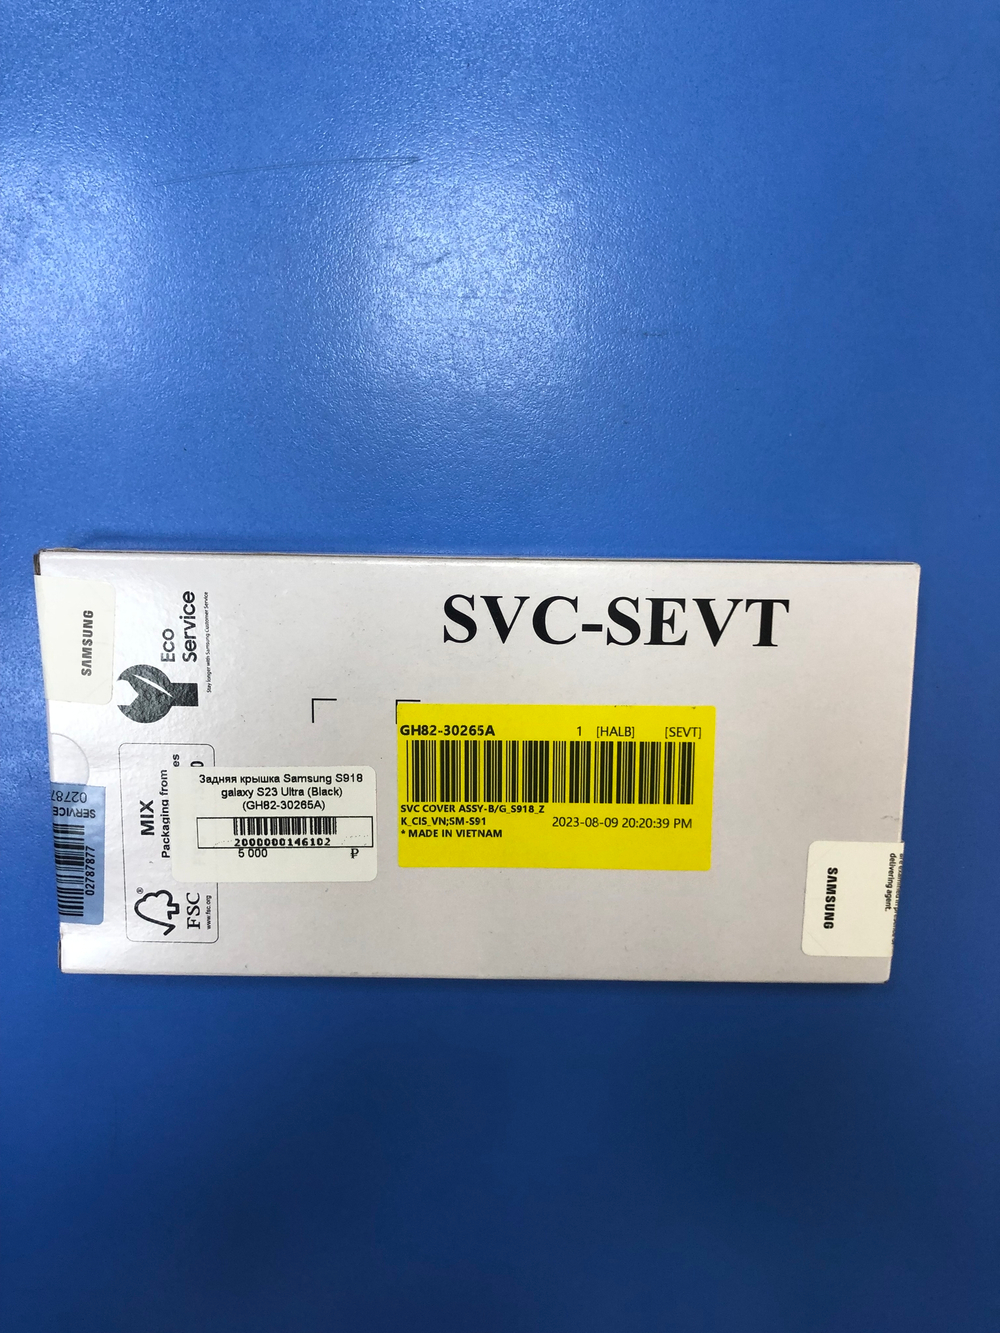 SVC-SEVT
SAMSUNG
Eco
Service
Stay longer with Samsung Customer Service
GH82-30265A 1 [HALB] [SEVT]
SVC COVER ASSY-B/G_S918_Z
K_CIS_VN;SM-S91
2023-08-09 20:20:39 PM
* MADE IN VIETNAM
Задняя крышка Samsung S918
galaxy S23 Ultra (Black)
(GH82-30265A)
2000000146102
5 000 ₽
MIX
Packaging from
es
FSC
®
www.fsc.org
SERVICE
02787
02787877
SAMSUNG
delivering agent.